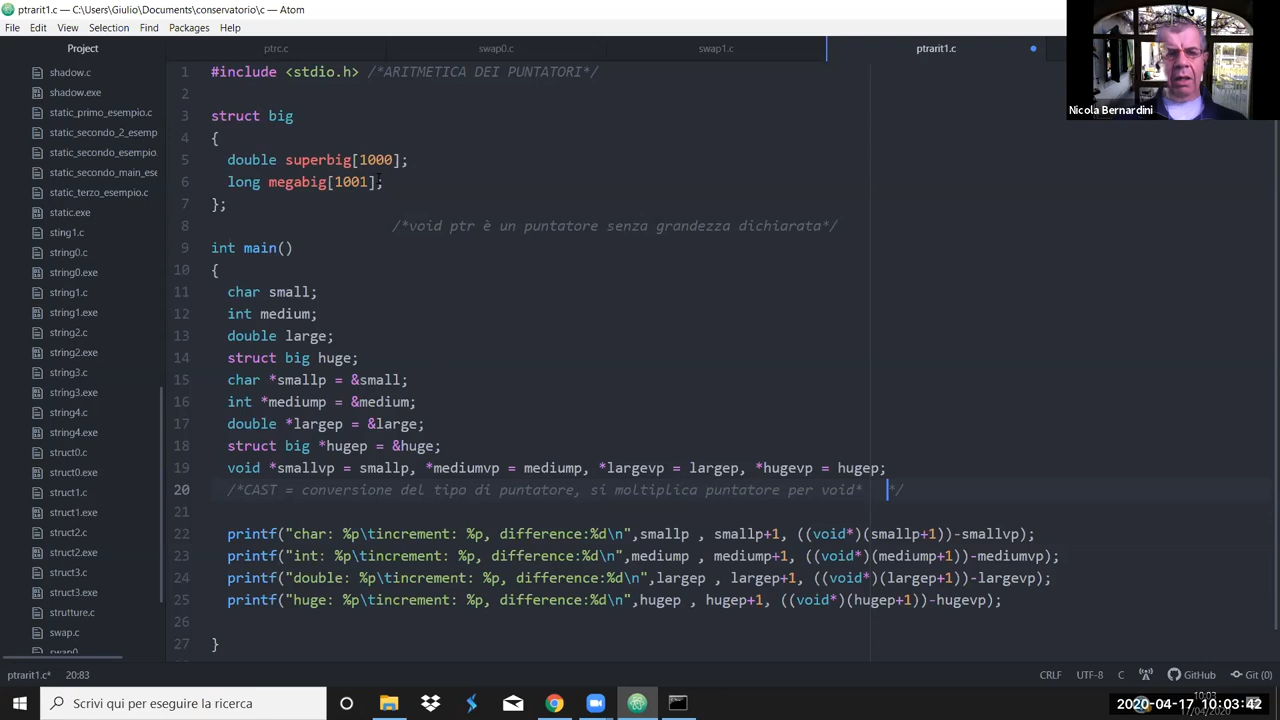 ptrarit1.c — C:\Users\Giulio\Documents\conservatorio\c — Atom
File Edit View Selection Find Packages Help
Project
ptrc.c
swap0.c
swap1.c
ptrarit1.c
Nicola Bernardini
shadow.c
shadow.exe
static_primo_esempio.c
static_secondo_2_esemp
static_secondo_esempio.
static_secondo_main_ese
static_terzo_esempio.c
static.exe
sting1.c
string0.c
string0.exe
string1.c
string1.exe
string2.c
string2.exe
string3.c
string3.exe
string4.c
string4.exe
struct0.c
struct0.exe
struct1.c
struct1.exe
struct2.c
struct2.exe
struct3.c
struct3.exe
strutture.c
swap.c
swap0
1 #include <stdio.h> /*ARITMETICA DEI PUNTATORI*/
2
3 struct big
4 {
5 double superbig[1000];
6 long megabig[1001];
7 };
8 /*void ptr è un puntatore senza grandezza dichiarata*/
9 int main()
10 {
11 char small;
12 int medium;
13 double large;
14 struct big huge;
15 char *smallp = &small;
16 int *mediump = &medium;
17 double *largep = &large;
18 struct big *hugep = &huge;
19 void *smallvp = smallp, *mediumvp = mediump, *largevp = largep, *hugevp = hugep;
20 /*CAST = conversione del tipo di puntatore, si moltiplica puntatore per void* */
21
22 printf("char: %p\tincrement: %p, difference:%d\n",smallp , smallp+1, ((void*)(smallp+1))-smallvp);
23 printf("int: %p\tincrement: %p, difference:%d\n",mediump , mediump+1, ((void*)(mediump+1))-mediumvp);
24 printf("double: %p\tincrement: %p, difference:%d\n",largep , largep+1, ((void*)(largep+1))-largevp);
25 printf("huge: %p\tincrement: %p, difference:%d\n",hugep , hugep+1, ((void*)(hugep+1))-hugevp);
26
27 }
ptrarit1.c* 20:83
CRLF UTF-8 C GitHub Git (0)
Scrivi qui per eseguire la ricerca
10:03
17/04/2020
2020-04-17 10:03:42